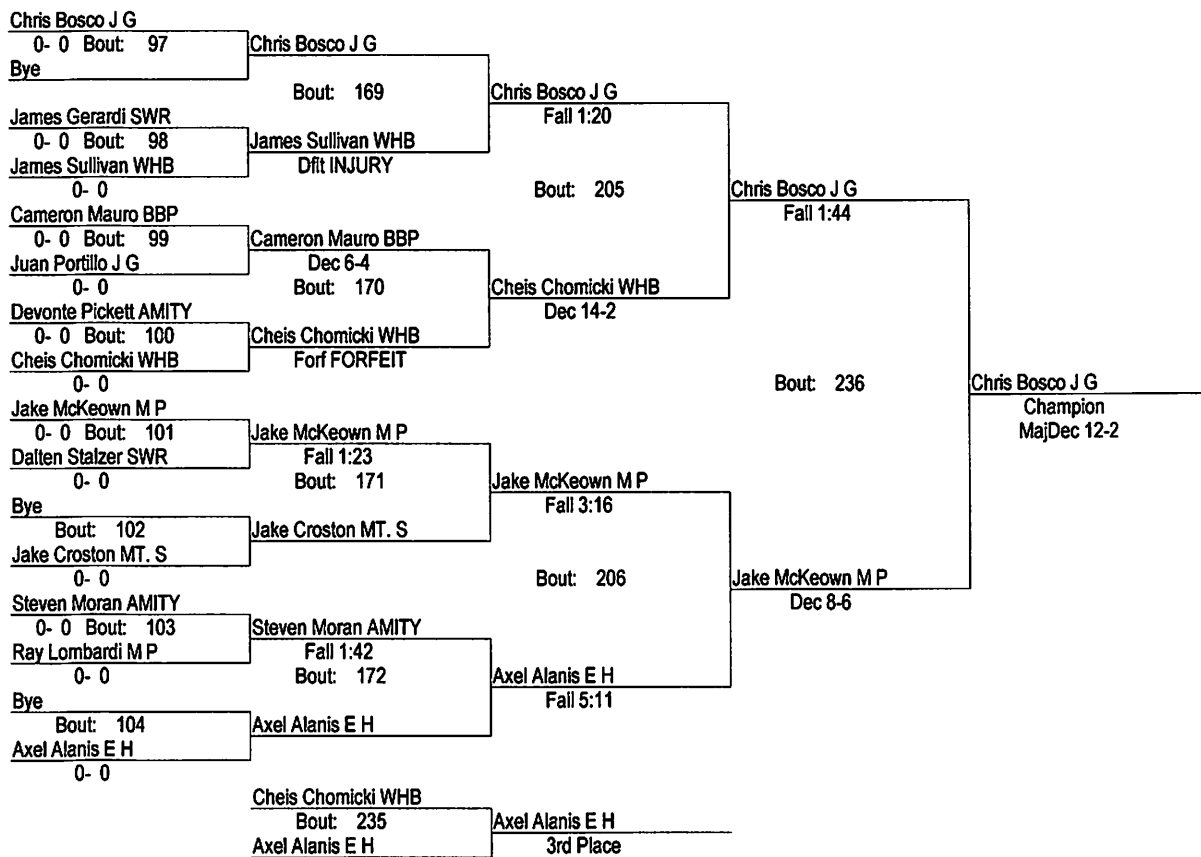 Chris Bosco J G
0- 0 Bout: 97
Bye
James Gerardi SWR
0- 0 Bout: 98
James Sullivan WHB
0- 0
Cameron Mauro BBP
0- 0 Bout: 99
Juan Portillo J G
0- 0
Devonte Pickett AMITY
0- 0 Bout: 100
Cheis Chomicki WHB
0- 0
Jake McKeown M P
0- 0 Bout: 101
Dalten Stalzer SWR
0- 0
Bye
Bout: 102
Jake Croston MT. S
0- 0
Steven Moran AMITY
0- 0 Bout: 103
Ray Lombardi M P
0- 0
Bye
Bout: 104
Axel Alanis E H
0- 0
Chris Bosco J G
Bout: 169
James Sullivan WHB
Dflt INJURY
Cameron Mauro BBP
Dec 6-4
Bout: 170
Cheis Chomicki WHB
Forf FORFEIT
Jake McKeown M P
Fall 1:23
Bout: 171
Jake Croston MT. S
Steven Moran AMITY
Fall 1:42
Bout: 172
Axel Alanis E H
Chris Bosco J G
Fall 1:20
Bout: 205
Cheis Chomicki WHB
Dec 14-2
Jake McKeown M P
Fall 3:16
Bout: 206
Axel Alanis E H
Fall 5:11
Chris Bosco J G
Fall 1:44
Bout: 236
Jake McKeown M P
Dec 8-6
Chris Bosco J G
Champion
MajDec 12-2
Cheis Chomicki WHB
Bout: 235
Axel Alanis E H
Axel Alanis E H
3rd Place